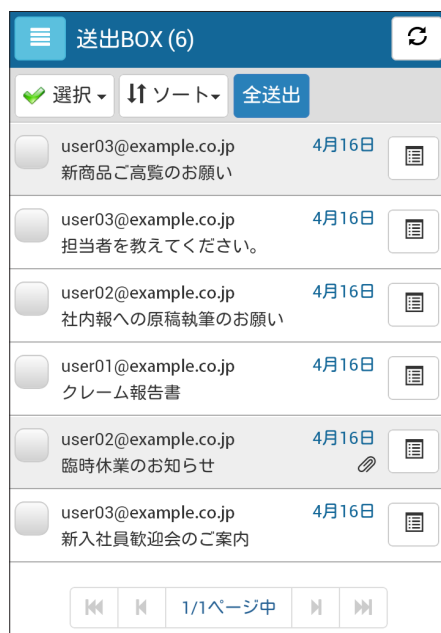 送出BOX (6)
選択 ソート 全送出
user03@example.co.jp 4月16日
新商品ご高覧のお願い
user03@example.co.jp 4月16日
担当者を教えてください。
user02@example.co.jp 4月16日
社内報への原稿執筆のお願い
user01@example.co.jp 4月16日
クレーム報告書
user02@example.co.jp 4月16日
臨時休業のお知らせ
user03@example.co.jp 4月16日
新入社員歓迎会のご案内
1/1ページ中